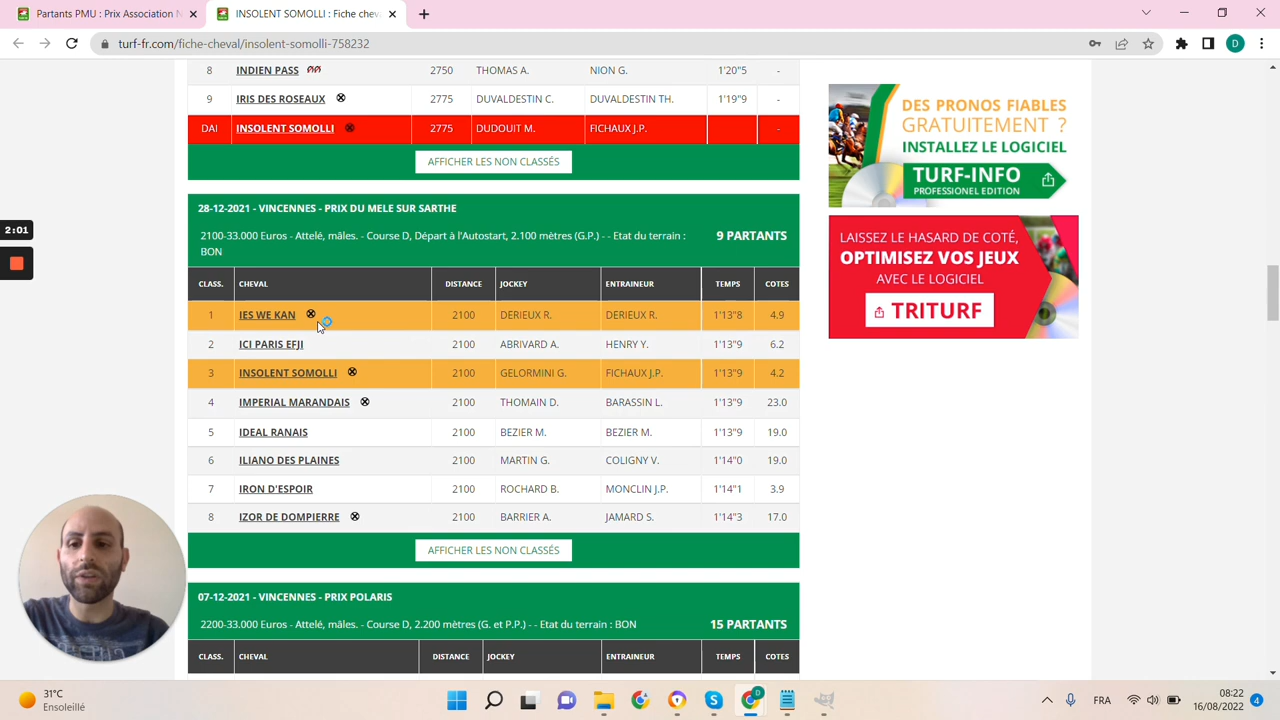 Partants PMU : Prix Association N
INSOLENT SOMOLLI : Fiche chev
turf-fr.com/fiche-cheval/insolent-somolli-758232
D
8 INDIEN PASS 2750 THOMAS A. NION G. 1'20"5 -
9 IRIS DES ROSEAUX 2775 DUVALDESTIN C. DUVALDESTIN TH. 1'19"9 -
DAI INSOLENT SOMOLLI 2775 DUDOUIT M. FICHAUX J.P. -
AFFICHER LES NON CLASSÉS
28-12-2021 - VINCENNES - PRIX DU MELE SUR SARTHE
2100-33.000 Euros - Attelé, mâles. - Course D, Départ à l'Autostart, 2.100 mètres (G.P.) - - Etat du terrain :
BON
9 PARTANTS
CLASS. CHEVAL DISTANCE JOCKEY ENTRAINEUR TEMPS COTES
1 IES WE KAN 2100 DERIEUX R. DERIEUX R. 1'13"8 4.9
2 ICI PARIS EFJI 2100 ABRIVARD A. HENRY Y. 1'13"9 6.2
3 INSOLENT SOMOLLI 2100 GELORMINI G. FICHAUX J.P. 1'13"9 4.2
4 IMPERIAL MARANDAIS 2100 THOMAIN D. BARASSIN L. 1'13"9 23.0
5 IDEAL RANAIS 2100 BEZIER M. BEZIER M. 1'13"9 19.0
6 ILIANO DES PLAINES 2100 MARTIN G. COLIGNY V. 1'14"0 19.0
7 IRON D'ESPOIR 2100 ROCHARD B. MONCLIN J.P. 1'14"1 3.9
8 IZOR DE DOMPIERRE 2100 BARRIER A. JAMARD S. 1'14"3 17.0
AFFICHER LES NON CLASSÉS
07-12-2021 - VINCENNES - PRIX POLARIS
2200-33.000 Euros - Attelé, mâles. - Course D, 2.200 mètres (G. et P.P.) - - Etat du terrain : BON
15 PARTANTS
CLASS. CHEVAL DISTANCE JOCKEY ENTRAINEUR TEMPS COTES
DES PRONOS FIABLES
GRATUITEMENT ?
INSTALLEZ LE LOGICIEL
TURF-INFO
PROFESSIONEL EDITION
LAISSEZ LE HASARD DE COTÉ,
OPTIMISEZ VOS JEUX
AVEC LE LOGICIEL
TRITURF
2:01
31°C
Ensoleillé
D
FRA
08:22
16/08/2022
4